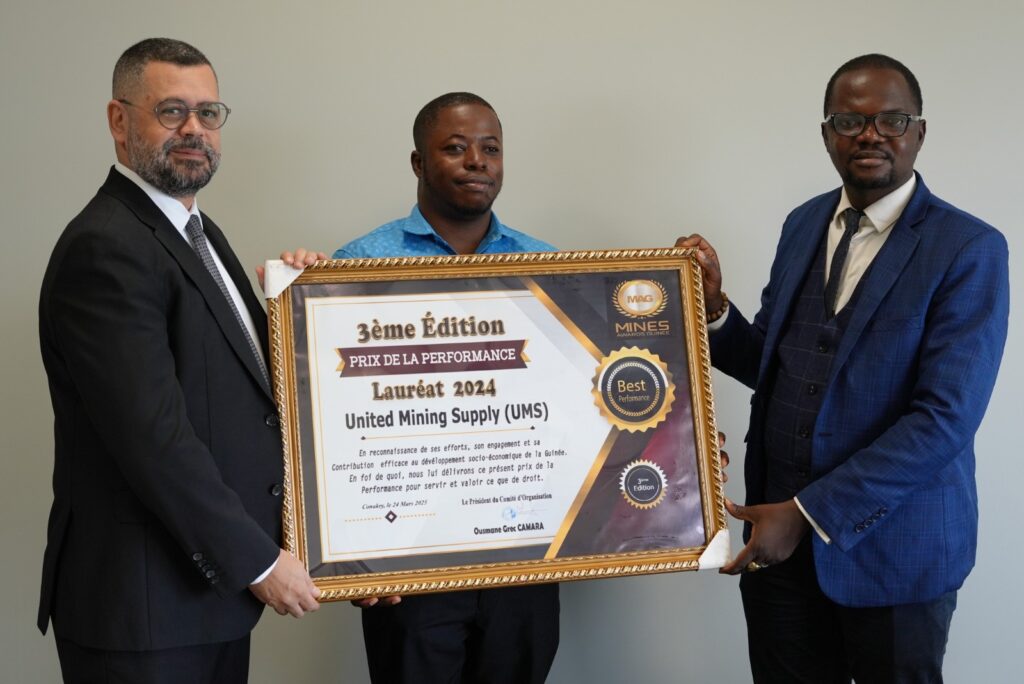 3ème Édition
PRIX DE LA PERFORMANCE
Lauréat 2024
United Mining Supply (UMS)
En reconnaissance de ses efforts, son engagement et sa
Contribution efficace au développement socio-économique de la Guinée.
En foi de quoi, nous lui délivrons ce présent prix de la
Performance pour servir et valoir ce que de droit.
Conakry, le 24 Mars 2025
Le Président du Comité d'Organisation
Ousmane Grec CAMARA
MAG
MINES
AWARDS GUINEE
Best
Performance
3ème
Edition